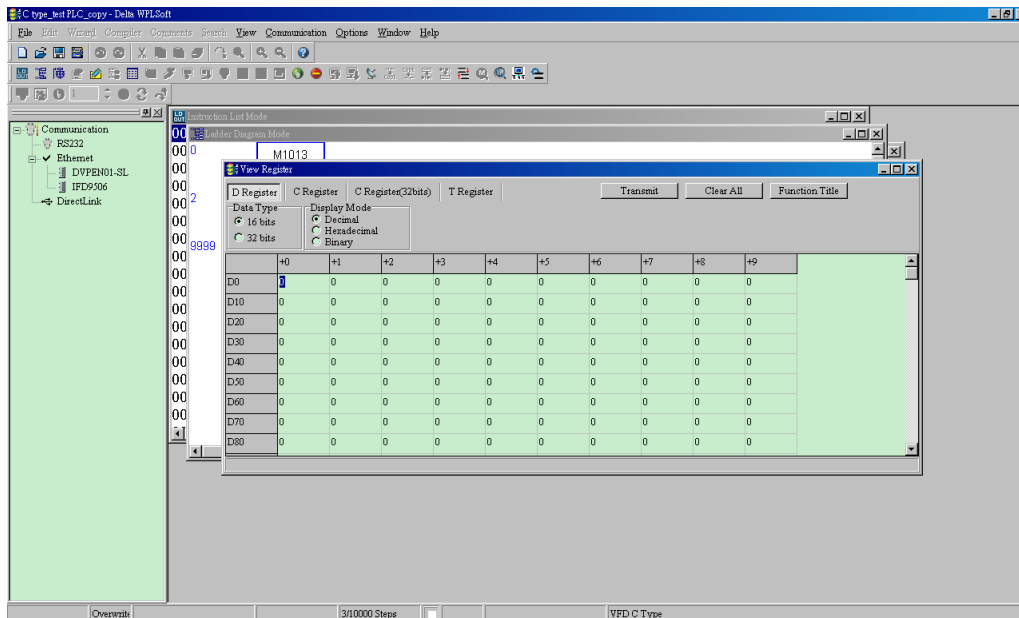 C type_test PLC_copy - Delta WPLSoft
File Edit Wizard Compiler Comments Search View Communication Options Window Help
Communication
RS232
Ethernet
DVPEN01-SL
IFD9506
DirectLink
Instruction List Mode
Ladder Diagram Mode
0
M1013
2
9999
View Register
D Register C Register C Register(32bits) T Register Transmit Clear All Function Title
Data Type Display Mode
16 bits Decimal
Hexadecimal
32 bits Binary
+0 +1 +2 +3 +4 +5 +6 +7 +8 +9
D0 0 0 0 0 0 0 0 0 0 0
D10 0 0 0 0 0 0 0 0 0 0
D20 0 0 0 0 0 0 0 0 0 0
D30 0 0 0 0 0 0 0 0 0 0
D40 0 0 0 0 0 0 0 0 0 0
D50 0 0 0 0 0 0 0 0 0 0
D60 0 0 0 0 0 0 0 0 0 0
D70 0 0 0 0 0 0 0 0 0 0
D80 0 0 0 0 0 0 0 0 0 0
Overwrite 3/10000 Steps VFD C Type